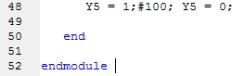 48 Y5 = 1;#100; Y5 = 0;
49
50 end
51
52 endmodule